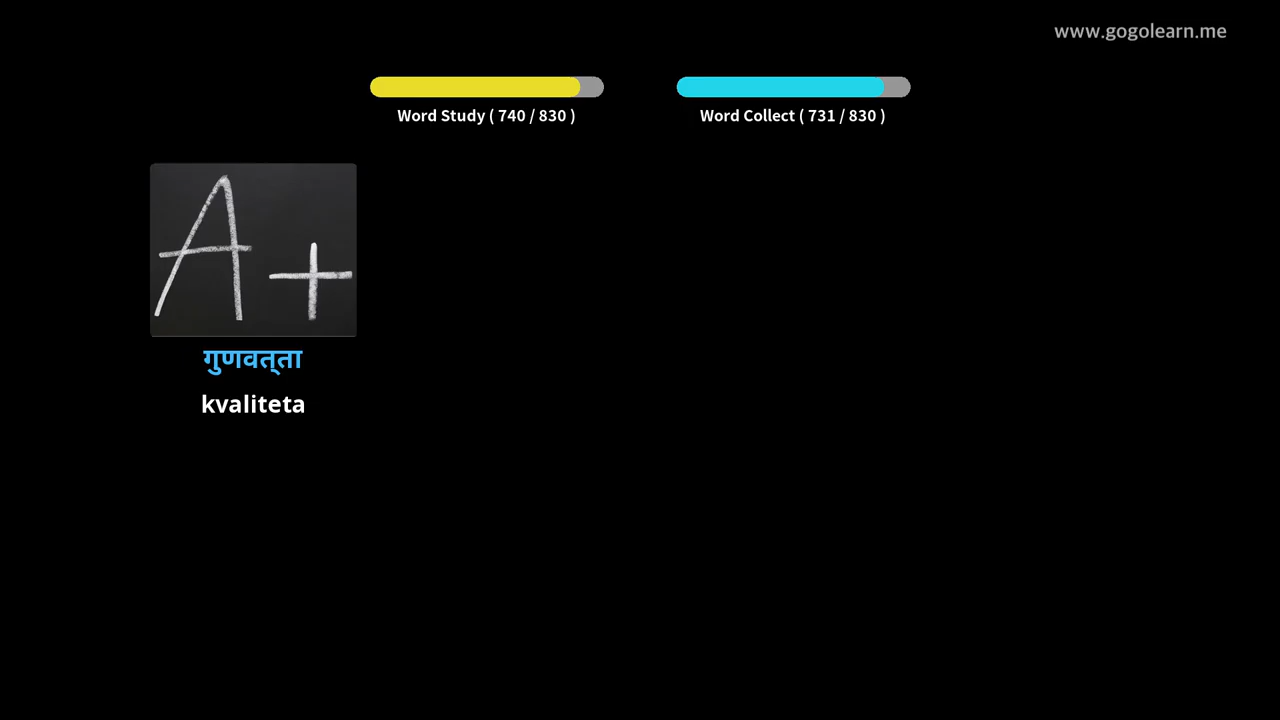 www.gogolearn.me
Word Study ( 740 / 830 )
Word Collect ( 731 / 830 )
A+
गुणवत्ता
kvaliteta